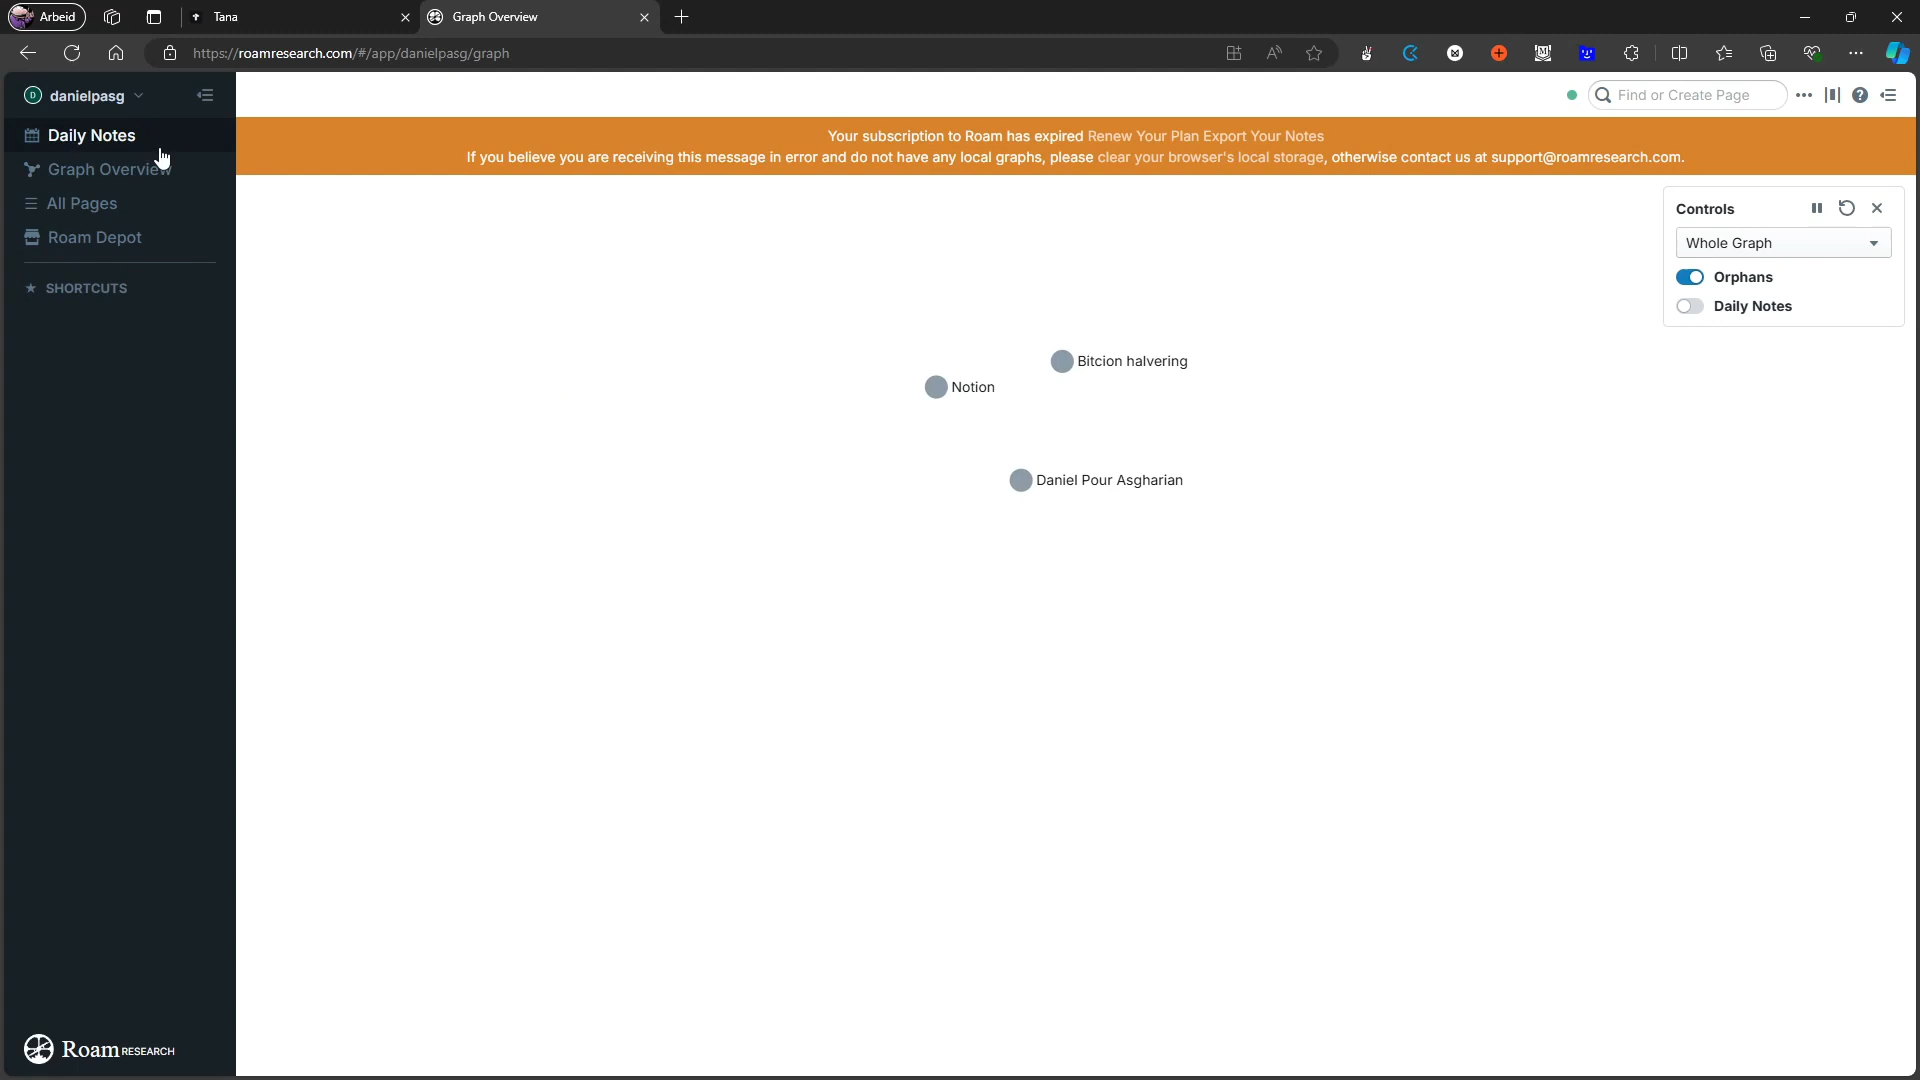 Arbeid
Tana
Graph Overview
https://roamresearch.com/#/app/danielpasg/graph
D danielpasg
Find or Create Page
Daily Notes
Graph Overview
All Pages
Roam Depot
SHORTCUTS
Your subscription to Roam has expired Renew Your Plan Export Your Notes
If you believe you are receiving this message in error and do not have any local graphs, please clear your browser's local storage, otherwise contact us at support@roamresearch.com.
Controls
Whole Graph
Orphans
Daily Notes
Bitcion halvering
Notion
Daniel Pour Asgharian
Roam RESEARCH